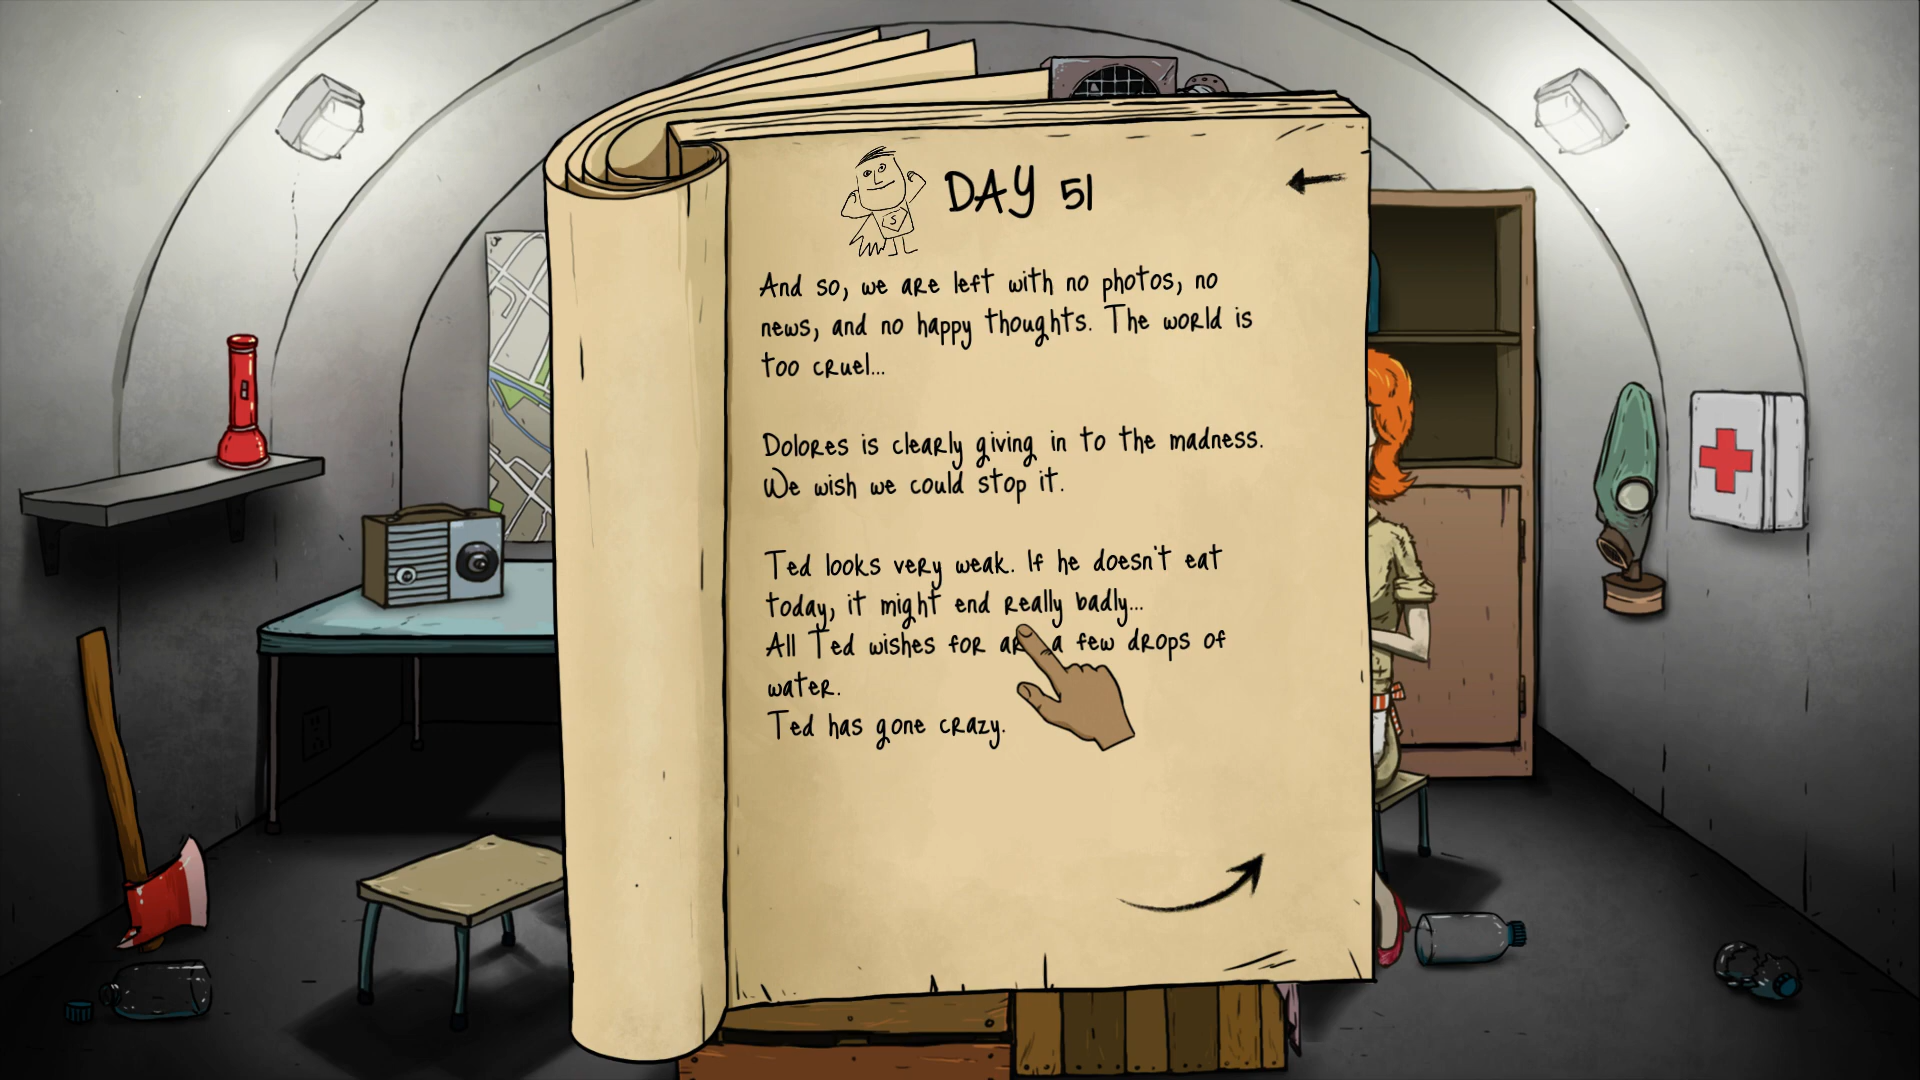 DAY 51
And so, we are left with no photos, no
news, and no happy thoughts. The world is
too cruel...
Dolores is clearly giving in to the madness.
We wish we could stop it.
Ted looks very weak. If he doesn't eat
today, it might end really badly...
All Ted wishes for a few drops of
water.
Ted has gone crazy.
S